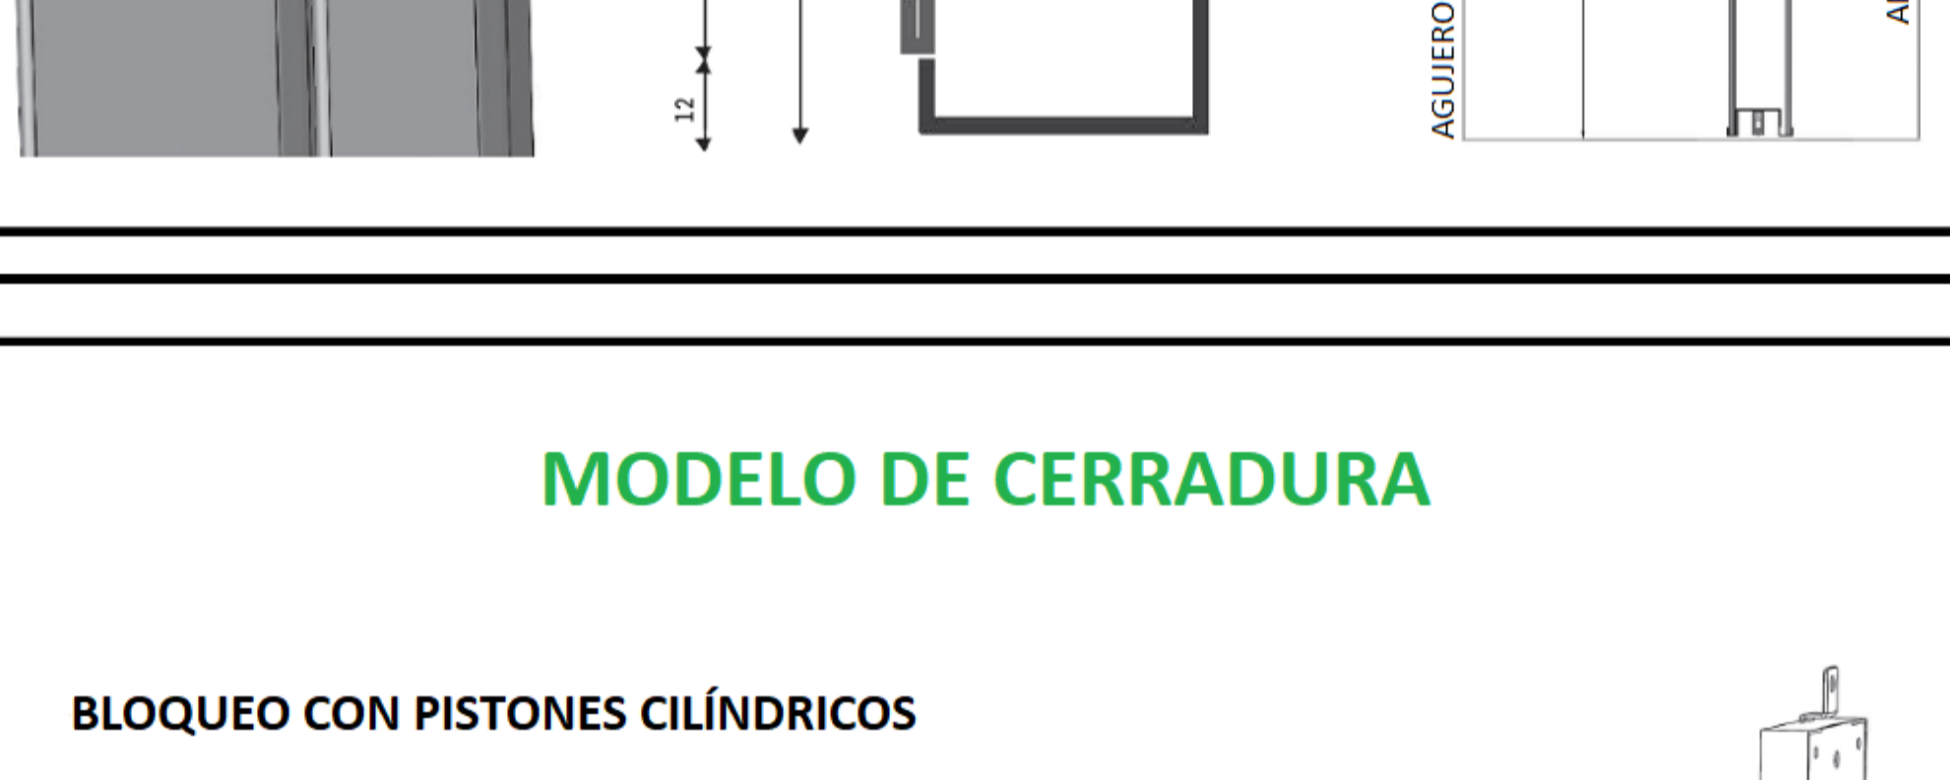 12
AGUJERO
MODELO DE CERRADURA
BLOQUEO CON PISTONES CILÍNDRICOS